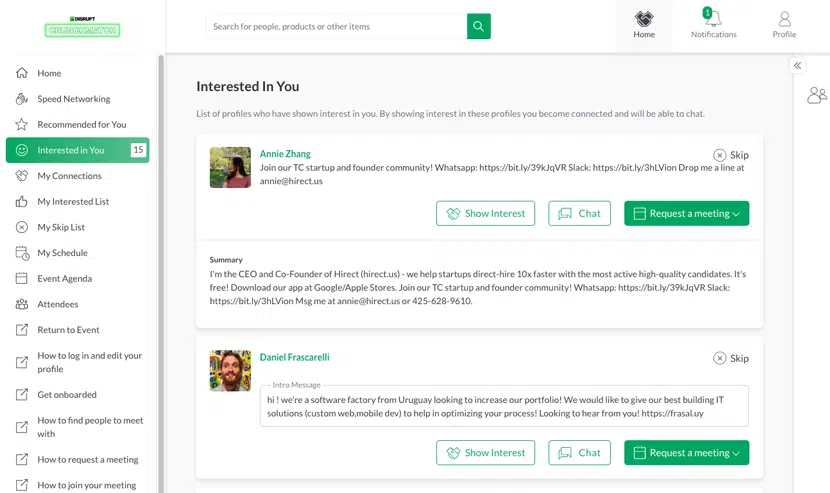 DISRUPT
CRUNCHMATCH
Search for people, products or other items
Home
1
Notifications
Profile
Home
Speed Networking
Recommended for You
Interested in You
15
My Connections
My Interested List
My Skip List
My Schedule
Event Agenda
Attendees
Return to Event
How to log in and edit your
profile
Get onboarded
How to find people to meet
with
How to request a meeting
How to join your meeting
Interested In You
List of profiles who have shown interest in you. By showing interest in these profiles you become connected and will be able to chat.
Annie Zhang
Skip
Join our TC startup and founder community! Whatsapp: https://bit.ly/39kJqVR Slack: https://bit.ly/3hLVion Drop me a line at
annie@hirect.us
Show Interest
Chat
Request a meeting
Summary
I'm the CEO and Co-Founder of Hirect (hirect.us) - we help startups direct-hire 10x faster with the most active high-quality candidates. It's
free! Download our app at Google/Apple Stores. Join our TC startup and founder community! Whatsapp: https://bit.ly/39kJqVR Slack:
https://bit.ly/3hLVion Msg me at annie@hirect.us or 425-628-9610.
Daniel Frascarelli
Skip
Intro Message
hi ! we're a software factory from Uruguay looking to increase our portfolio! We would like to give our best building IT
solutions (custom web,mobile dev) to help in optimizing your process! Looking to hear from you! https://frasal.uy
Show Interest
Chat
Request a meeting